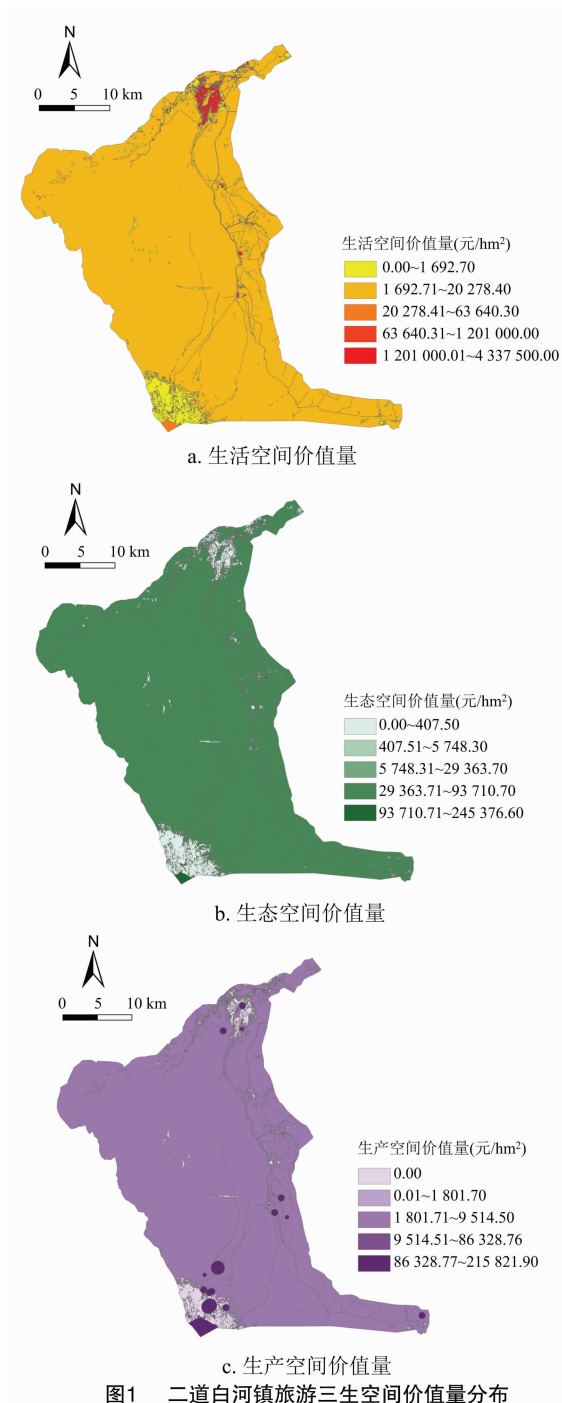 N
0 5 10 km
生活空间价值量(元/hm²)
0.00~1 692.70
1 692.71~20 278.40
20 278.41~63 640.30
63 640.31~1 201 000.00
1 201 000.01~4 337 500.00
a. 生活空间价值量
N
0 5 10 km
生态空间价值量(元/hm²)
0.00~407.50
407.51~5 748.30
5 748.31~29 363.70
29 363.71~93 710.70
93 710.71~245 376.60
b. 生态空间价值量
N
0 5 10 km
生产空间价值量(元/hm²)
0.00
0.01~1 801.70
1 801.71~9 514.50
9 514.51~86 328.76
86 328.77~215 821.90
c. 生产空间价值量
图1 二道白河镇旅游三生空间价值量分布